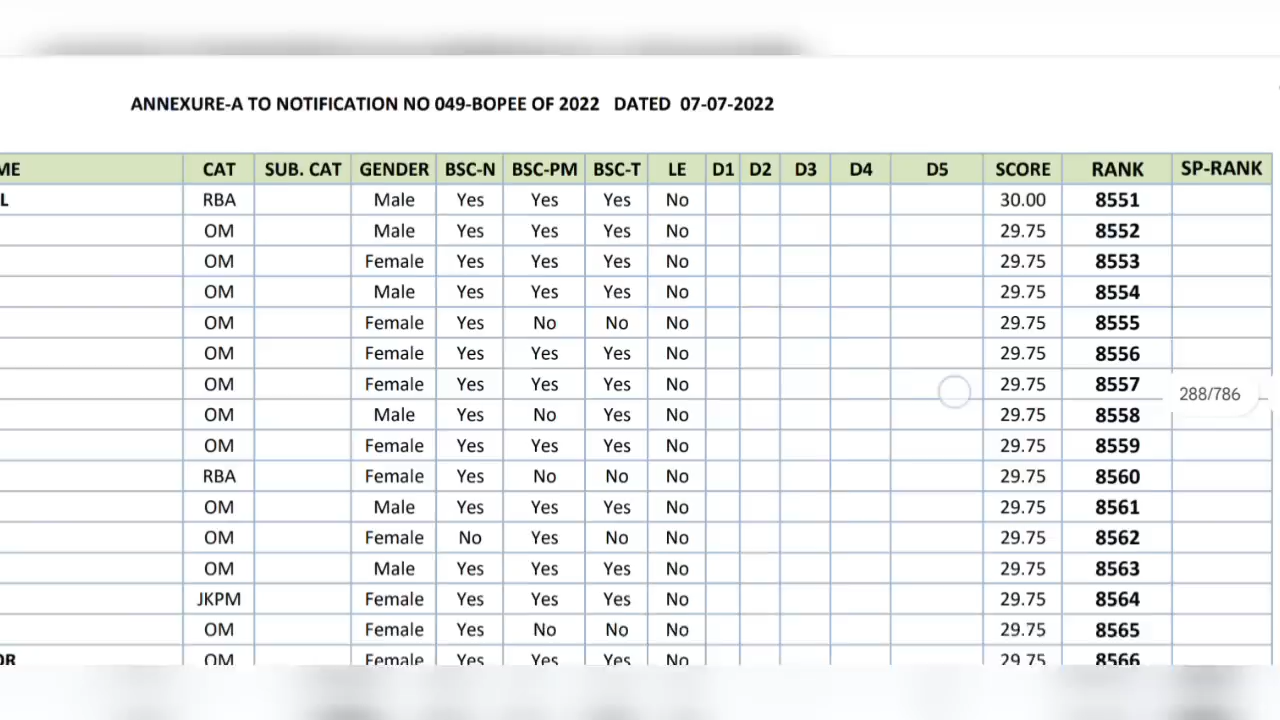 ANNEXURE-A TO NOTIFICATION NO 049-BOPEE OF 2022 DATED 07-07-2022
ME CAT SUB. CAT GENDER BSC-N BSC-PM BSC-T LE D1 D2 D3 D4 D5 SCORE RANK SP-RANK
L RBA Male Yes Yes Yes No 30.00 8551
OM Male Yes Yes Yes No 29.75 8552
OM Female Yes Yes Yes No 29.75 8553
OM Male Yes Yes Yes No 29.75 8554
OM Female Yes No No No 29.75 8555
OM Female Yes Yes Yes No 29.75 8556
OM Female Yes Yes Yes No 29.75 8557
288/786
OM Male Yes No Yes No 29.75 8558
OM Female Yes Yes Yes No 29.75 8559
RBA Female Yes No No No 29.75 8560
OM Male Yes Yes Yes No 29.75 8561
OM Female No Yes No No 29.75 8562
OM Male Yes Yes Yes No 29.75 8563
JKPM Female Yes Yes Yes No 29.75 8564
OM Female Yes No No No 29.75 8565
OR OM Female Yes Yes Yes No 29.75 8566